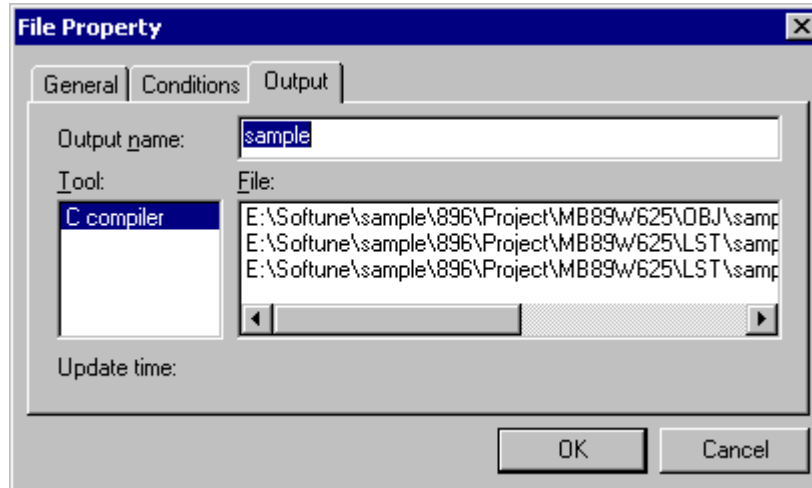 File Property
General Conditions Output
Output name: sample
Tool: File:
C compiler
E:\Softune\sample\896\Project\MB89W625\OBJ\samp
E:\Softune\sample\896\Project\MB89W625\LST\samp
E:\Softune\sample\896\Project\MB89W625\LST\samp
Update time:
OK Cancel